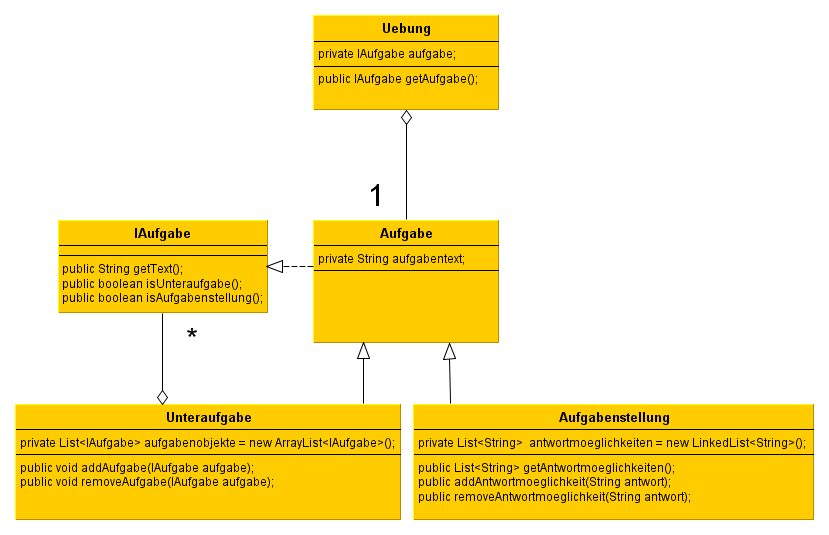 Uebung
private IAufgabe aufgabe;
public IAufgabe getAufgabe();
1
IAufgabe
public String getText();
public boolean isUnteraufgabe();
public boolean isAufgabenstellung();
Aufgabe
private String aufgabentext;
*
Unteraufgabe
private List<IAufgabe> aufgabenobjekte = new ArrayList<IAufgabe>();
public void addAufgabe(IAufgabe aufgabe);
public void removeAufgabe(IAufgabe aufgabe);
Aufgabenstellung
private List<String> antwortmoeglichkeiten = new LinkedList<String>();
public List<String> getAntwortmoeglichkeiten();
public addAntwortmoeglichkeit(String antwort);
public removeAntwortmoeglichkeit(String antwort);